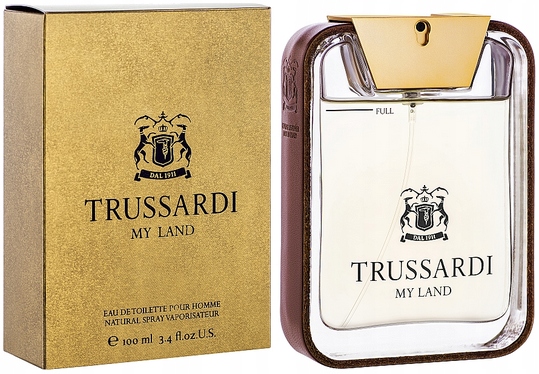 DAL 1911
TRUSSARDI
MY LAND
EAU DE TOILETTE POUR HOMME
NATURAL SPRAY VAPORISATEUR
e 100 ml 3.4 fl.oz.U.S.
FULL
DAL 1911
TRUSSARDI
MY LAND